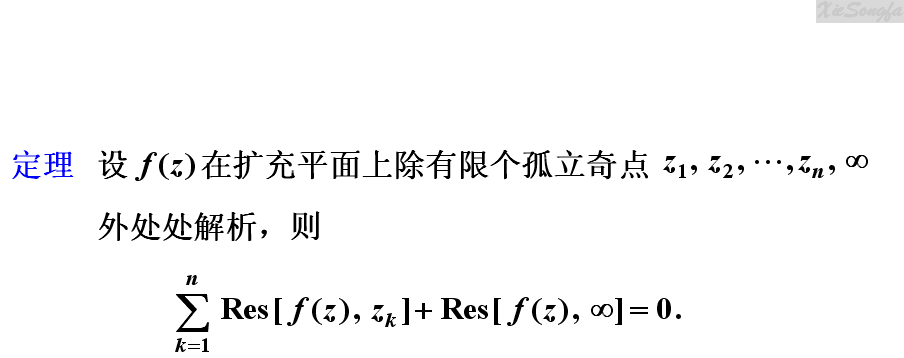 XieSongfa
定理 设 f(z) 在扩充平面上除有限个孤立奇点 z₁, z₂, ⋯, zₙ, ∞
外处处解析，则
∑ₖ₌₁ⁿ Res[f(z), zₖ] + Res[f(z), ∞] = 0.